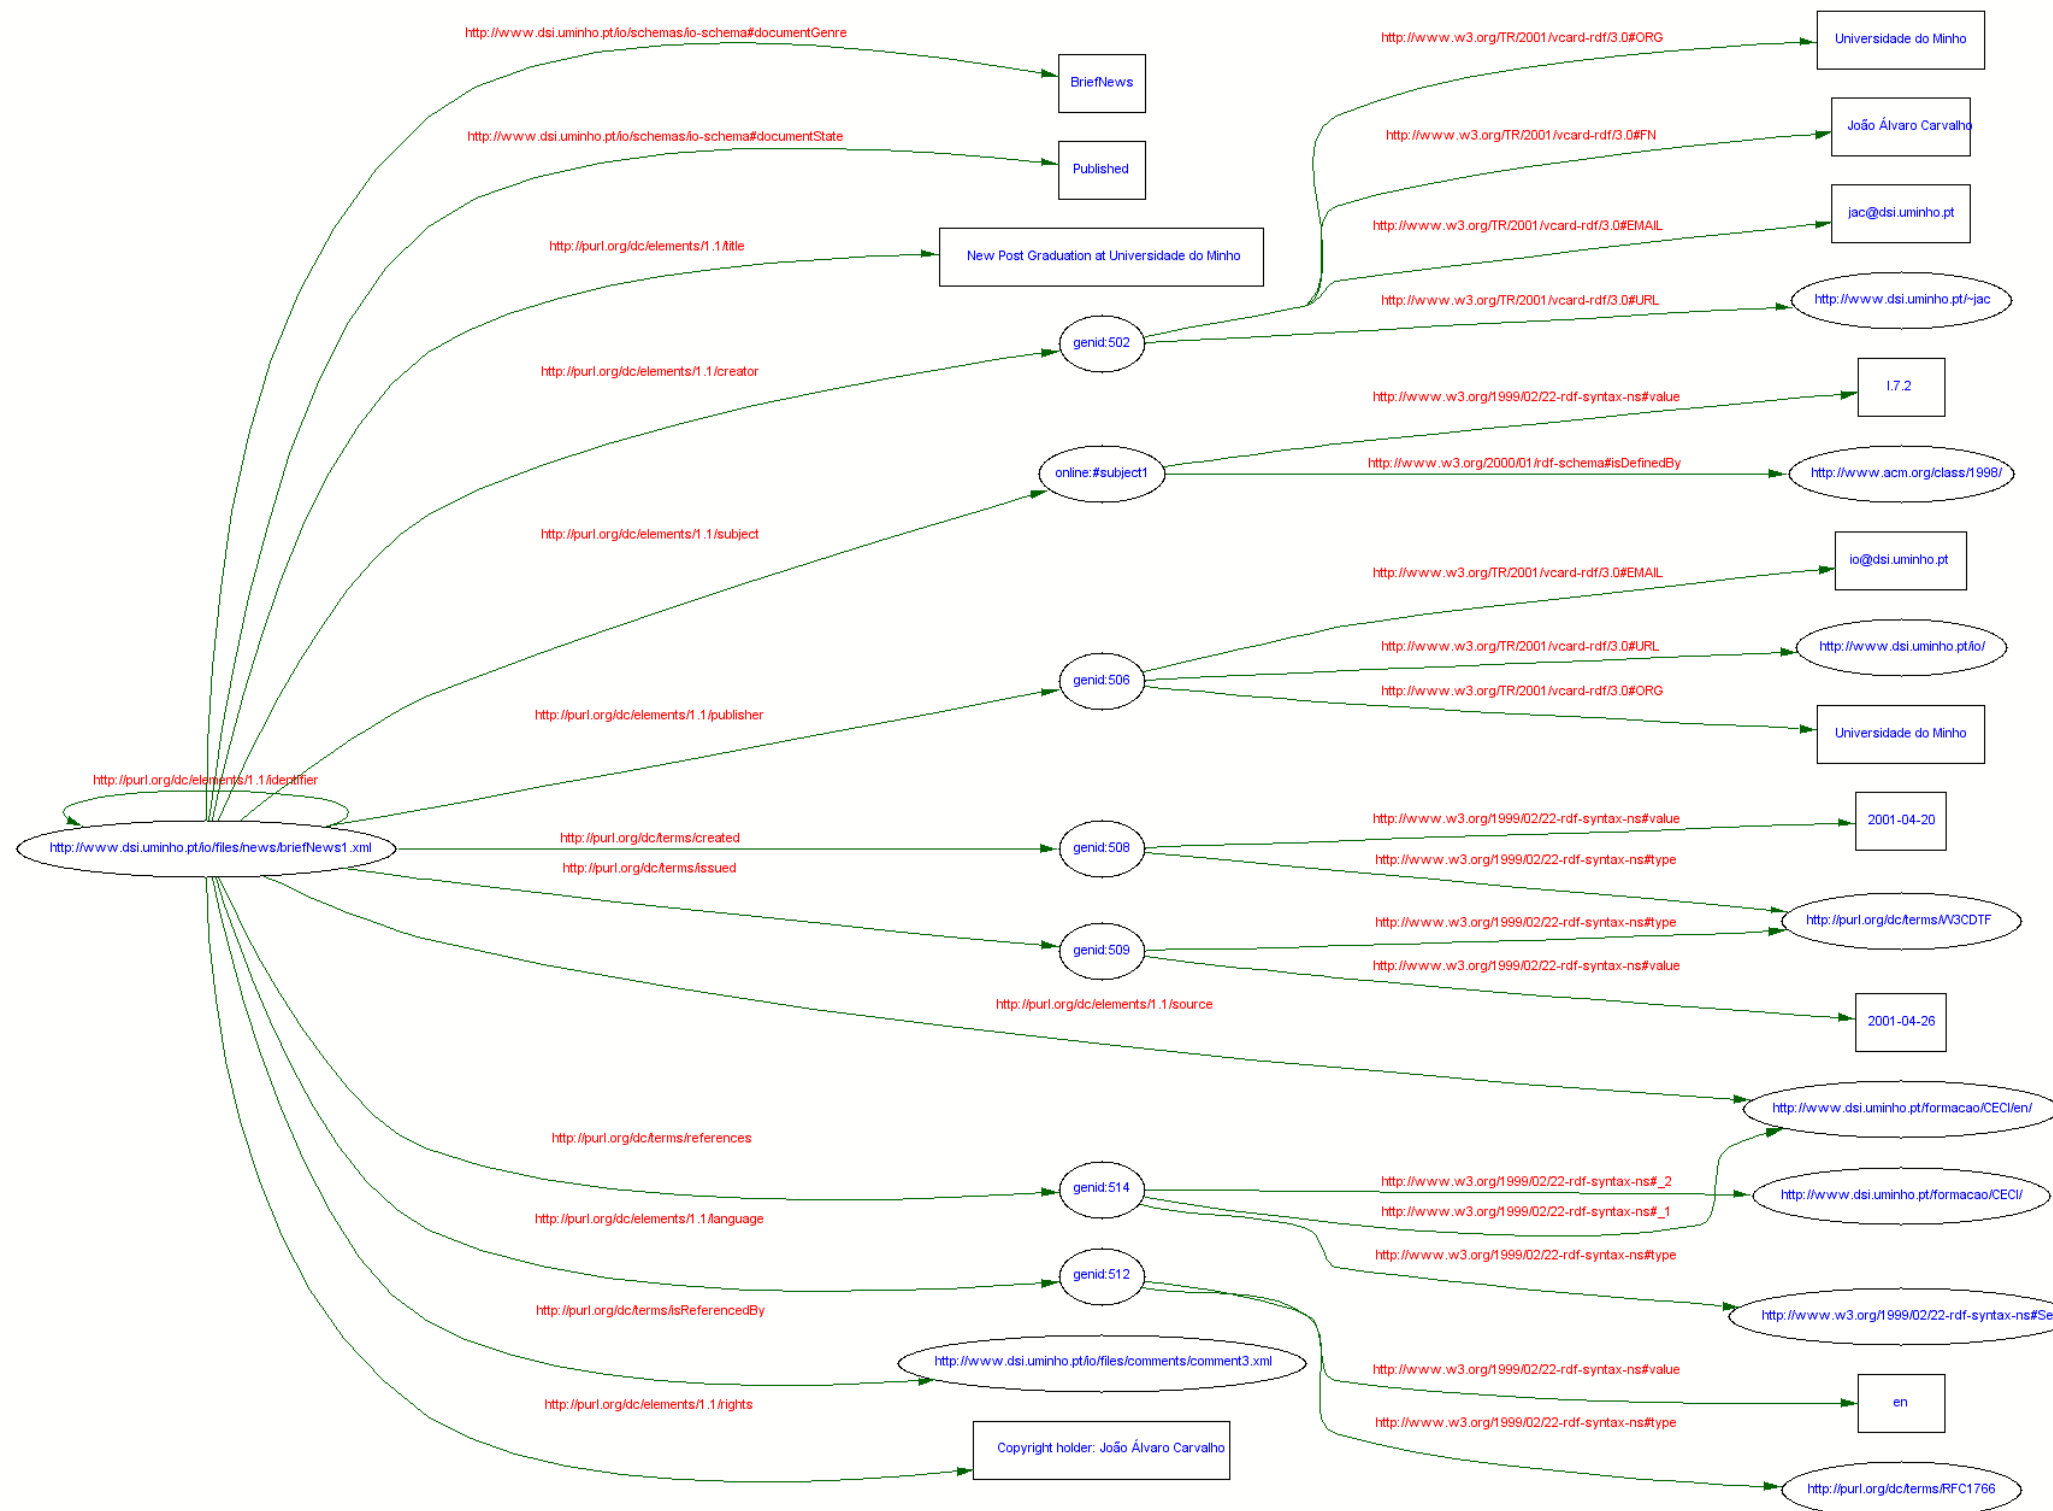 http://www.dsi.uminho.pt/io/schemas/io-schema#documentGenre
BriefNews
http://www.dsi.uminho.pt/io/schemas/io-schema#documentState
Published
http://purl.org/dc/elements/1.1/title
New Post Graduation at Universidade do Minho
http://purl.org/dc/elements/1.1/creator
genid:502
http://www.w3.org/TR/2001/vcard-rdf/3.0#ORG
Universidade do Minho
http://www.w3.org/TR/2001/vcard-rdf/3.0#FN
João Álvaro Carvalho
http://www.w3.org/TR/2001/vcard-rdf/3.0#EMAIL
jac@dsi.uminho.pt
http://www.w3.org/TR/2001/vcard-rdf/3.0#URL
http://www.dsi.uminho.pt/~jac
http://purl.org/dc/elements/1.1/subject
online:#subject1
http://www.w3.org/1999/02/22-rdf-syntax-ns#value
I.7.2
http://www.w3.org/2000/01/rdf-schema#isDefinedBy
http://www.acm.org/class/1998/
http://purl.org/dc/elements/1.1/publisher
genid:506
http://www.w3.org/TR/2001/vcard-rdf/3.0#EMAIL
io@dsi.uminho.pt
http://www.w3.org/TR/2001/vcard-rdf/3.0#URL
http://www.dsi.uminho.pt/io/
http://www.w3.org/TR/2001/vcard-rdf/3.0#ORG
Universidade do Minho
http://purl.org/dc/elements/1.1/identifier
http://www.dsi.uminho.pt/io/files/news/briefNews1.xml
http://purl.org/dc/terms/created
genid:508
http://www.w3.org/1999/02/22-rdf-syntax-ns#value
2001-04-20
http://www.w3.org/1999/02/22-rdf-syntax-ns#type
http://purl.org/dc/terms/W3CDTF
http://purl.org/dc/terms/issued
genid:509
http://www.w3.org/1999/02/22-rdf-syntax-ns#type
http://www.w3.org/1999/02/22-rdf-syntax-ns#value
2001-04-26
http://purl.org/dc/elements/1.1/source
http://www.dsi.uminho.pt/formacao/CECI/en/
http://purl.org/dc/terms/references
genid:514
http://www.w3.org/1999/02/22-rdf-syntax-ns#_2
http://www.dsi.uminho.pt/formacao/CECI/
http://www.w3.org/1999/02/22-rdf-syntax-ns#_1
http://www.w3.org/1999/02/22-rdf-syntax-ns#type
http://www.w3.org/1999/02/22-rdf-syntax-ns#Se
http://purl.org/dc/elements/1.1/language
genid:512
http://www.w3.org/1999/02/22-rdf-syntax-ns#value
en
http://www.w3.org/1999/02/22-rdf-syntax-ns#type
http://purl.org/dc/terms/RFC1766
http://purl.org/dc/terms/isReferencedBy
http://www.dsi.uminho.pt/io/files/comments/comment3.xml
http://purl.org/dc/elements/1.1/rights
Copyright holder: João Álvaro Carvalho